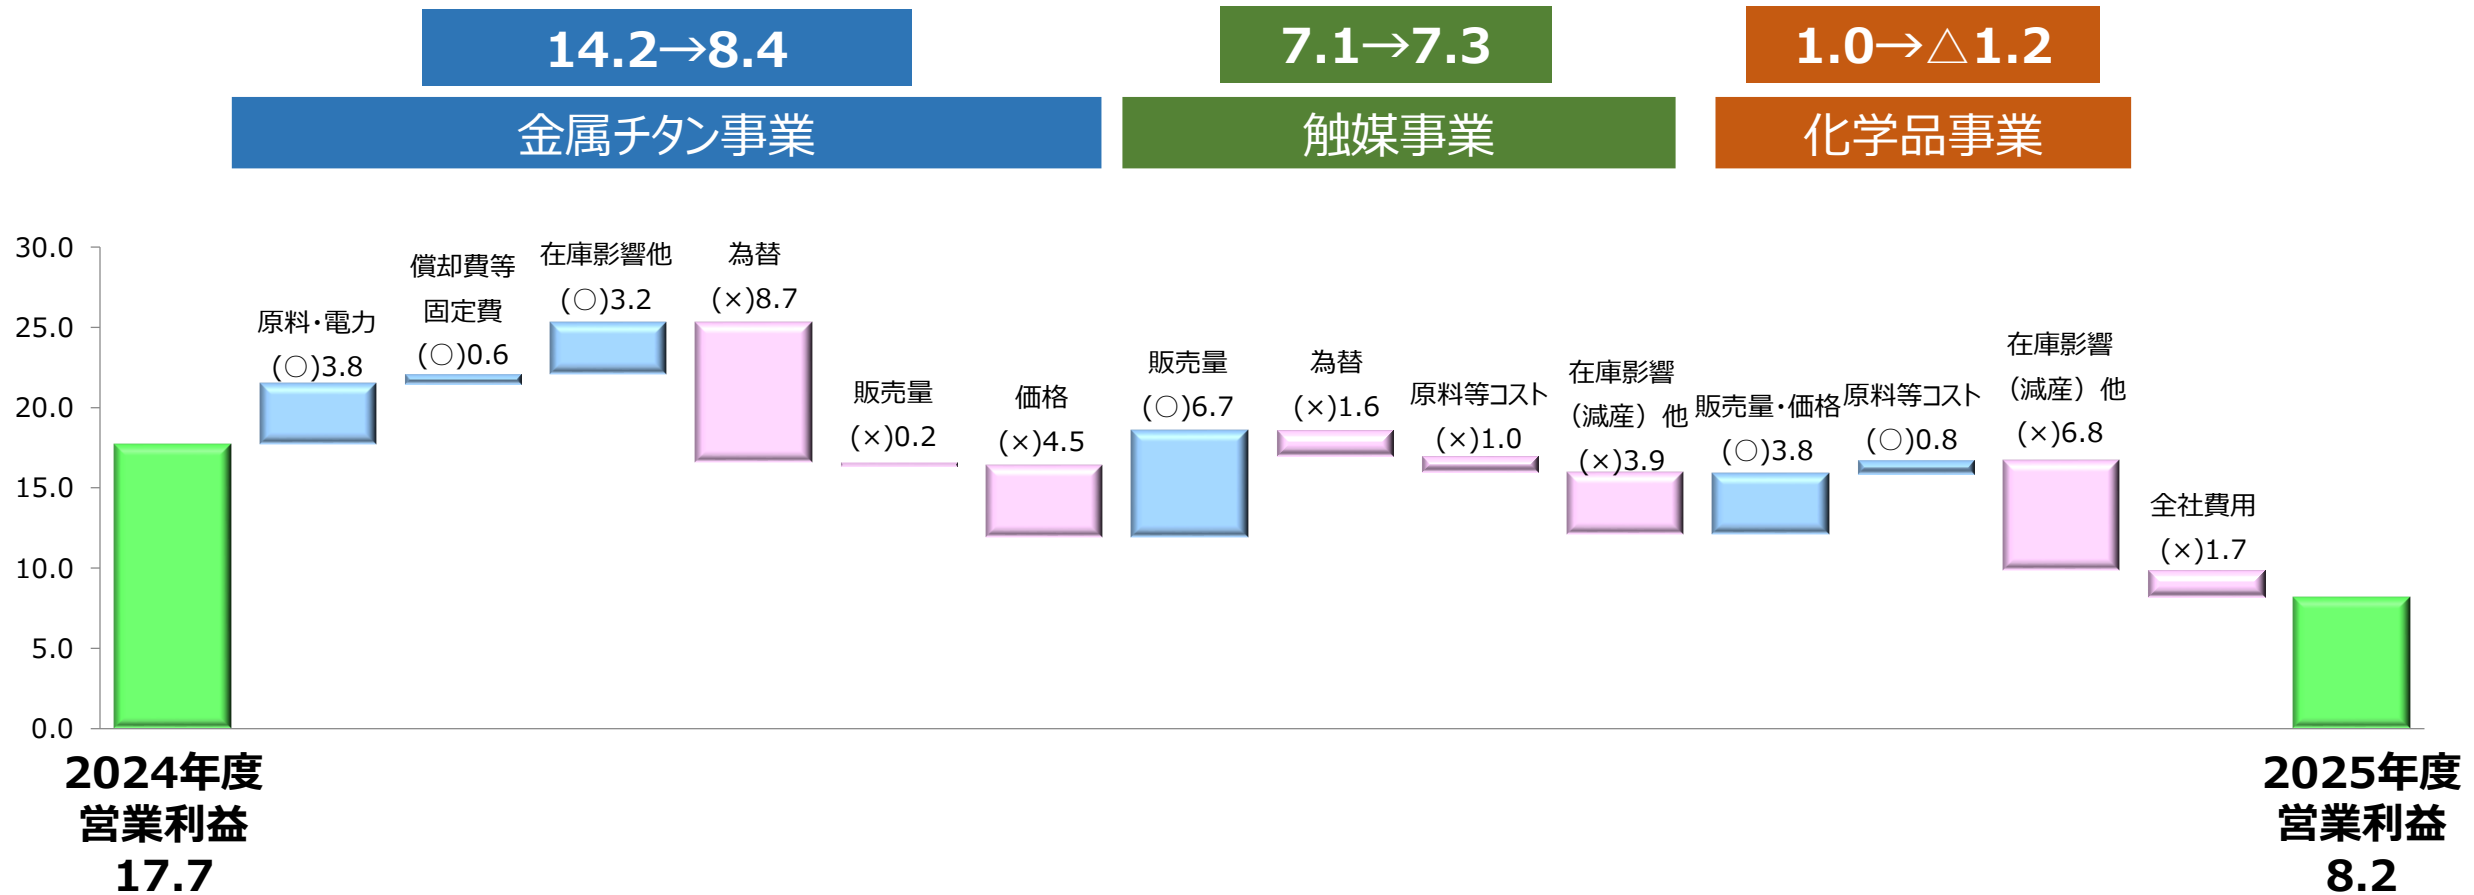 14.2→8.4
7.1→7.3
1.0→△1.2
金属チタン事業
触媒事業
化学品事業
30.0
25.0
20.0
15.0
10.0
5.0
0.0
原料・電力
(○)3.8
償却費等
固定費
(○)0.6
在庫影響他
(○)3.2
為替
(×)8.7
販売量
(×)0.2
価格
(×)4.5
販売量
(○)6.7
為替
(×)1.6
原料等コスト
(×)1.0
在庫影響
（減産）他
(×)3.9
販売量・価格
(○)3.8
原料等コスト
(○)0.8
在庫影響
（減産）他
(×)6.8
全社費用
(×)1.7
2024年度
営業利益
17.7
2025年度
営業利益
8.2